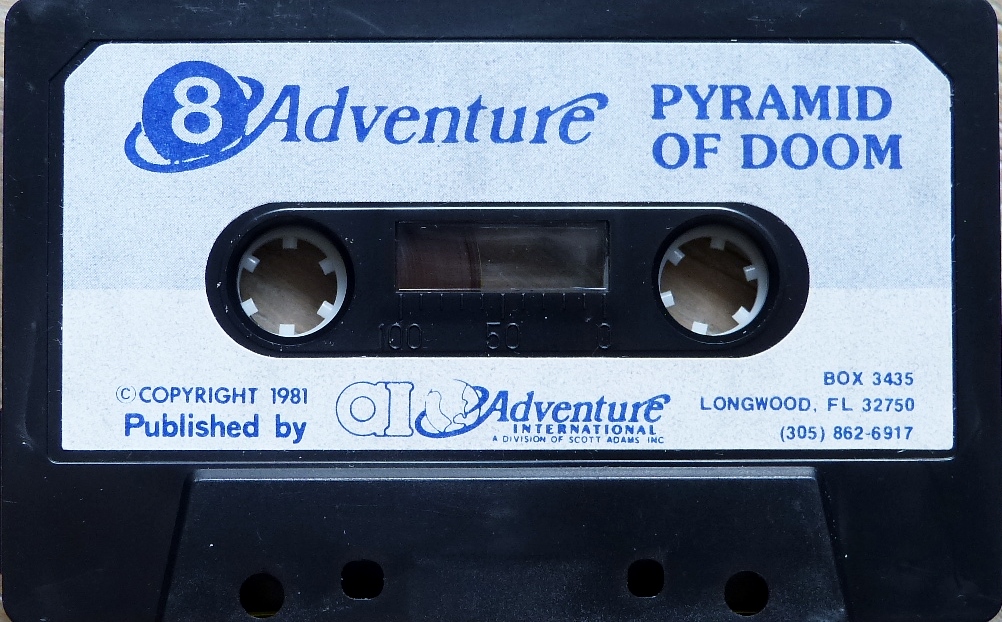 8 Adventure
PYRAMID
OF DOOM
100 50 0
©COPYRIGHT 1981
Published by
ai Adventure
INTERNATIONAL
A DIVISION OF SCOTT ADAMS INC
BOX 3435
LONGWOOD, FL 32750
(305) 862-6917